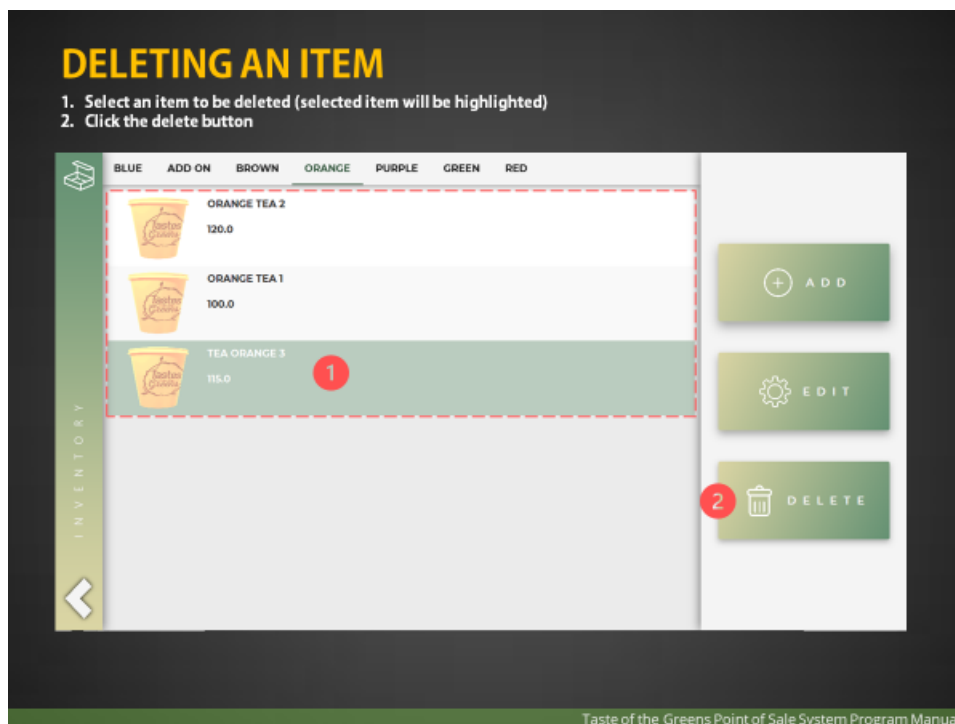 DELETING AN ITEM
1. Select an item to be deleted (selected item will be highlighted)
2. Click the delete button
BLUE ADD ON BROWN ORANGE PURPLE GREEN RED
ORANGE TEA 2
120.0
ORANGE TEA 1
100.0
TEA ORANGE 3
115.0
1
INVENTORY
ADD
EDIT
2
DELETE
Taste of the Greens Point of Sale System Program Manua